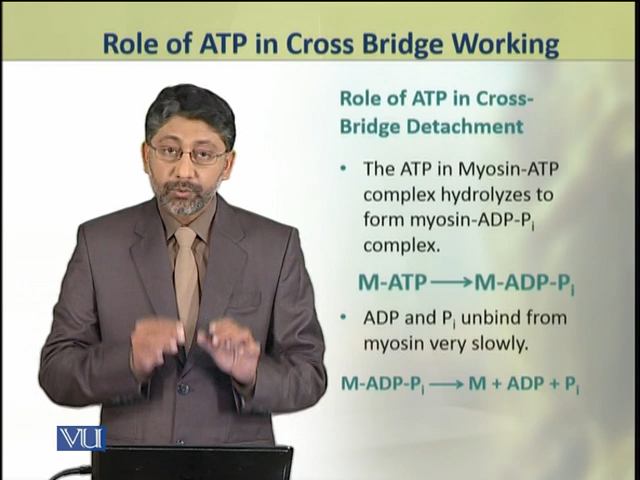 Role of ATP in Cross Bridge Working
Role of ATP in Cross-
Bridge Detachment
• The ATP in Myosin-ATP
complex hydrolyzes to
form myosin-ADP-Pi
complex.
M-ATP ⟶ M-ADP-Pi
• ADP and Pi unbind from
myosin very slowly.
M-ADP-Pi ⟶ M + ADP + Pi
VU